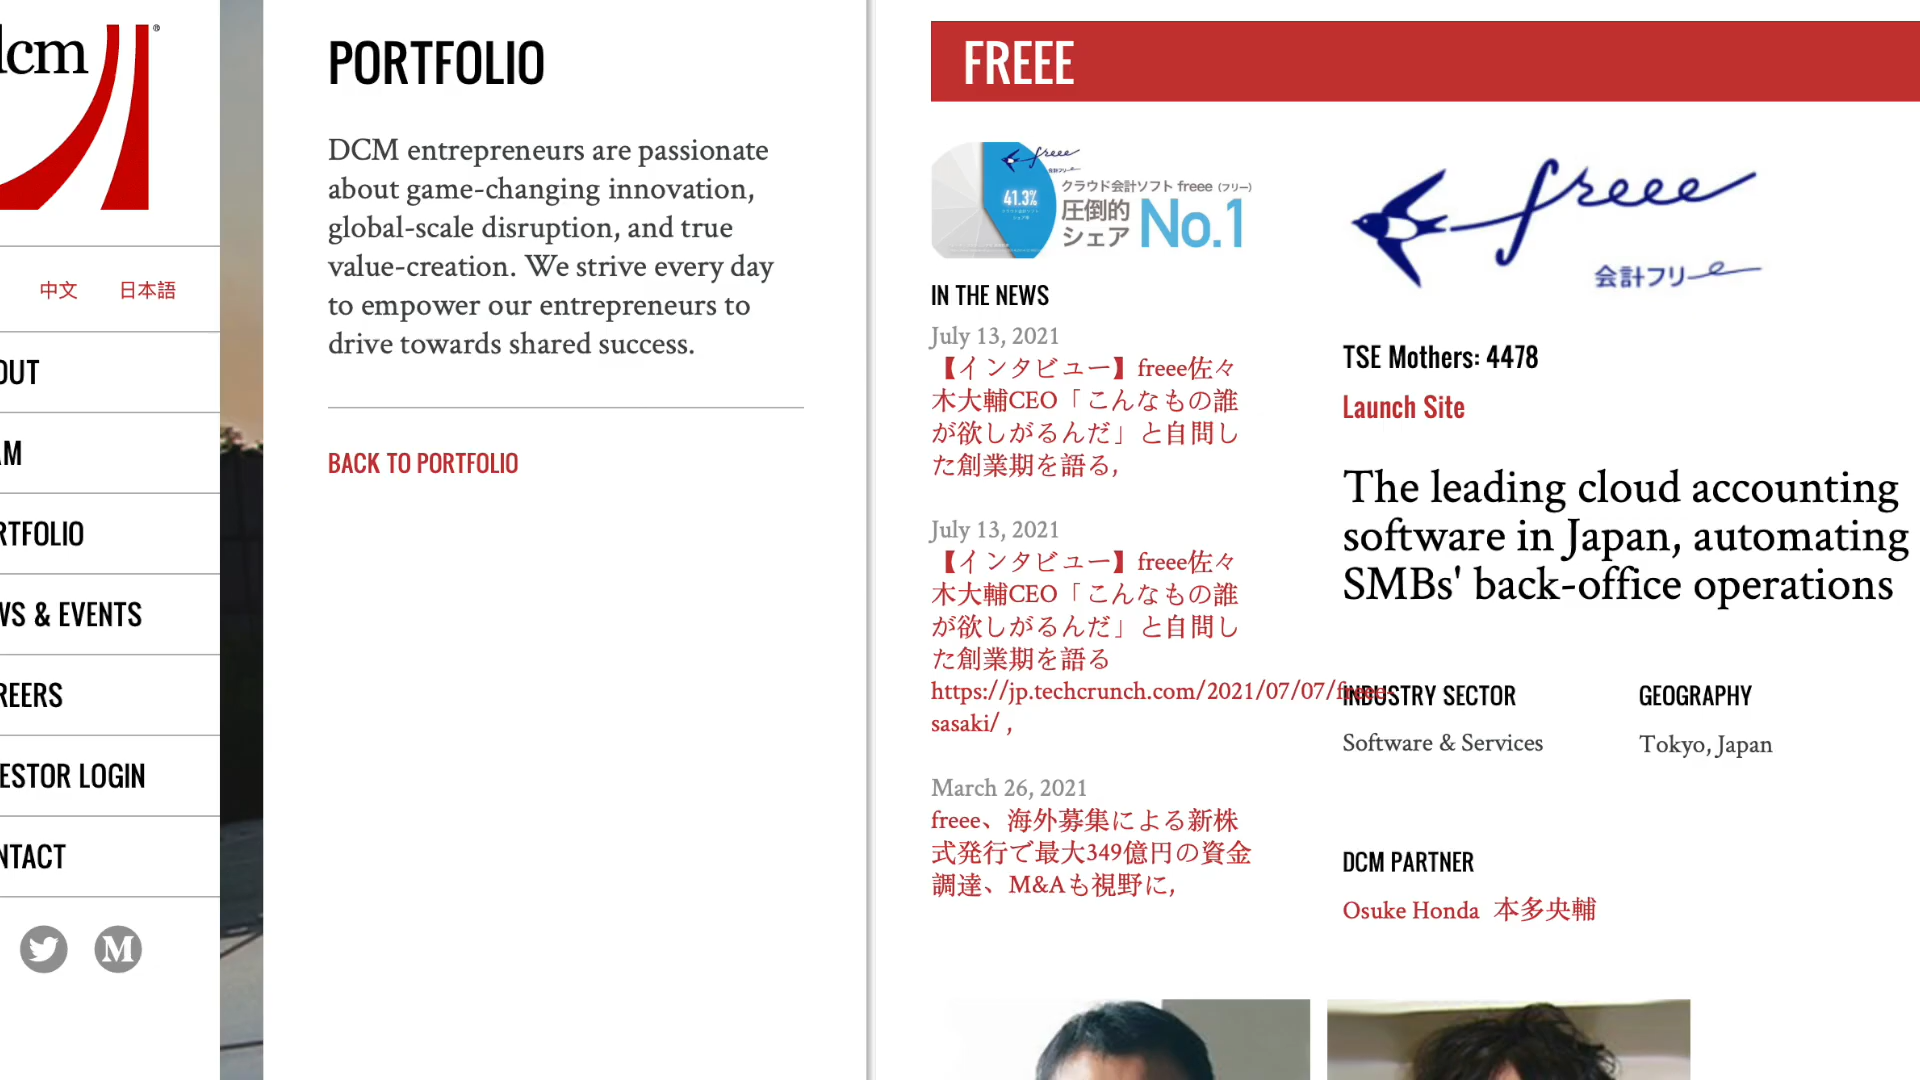 dcm
®
中文 日本語
OUT
AM
RTFOLIO
WS & EVENTS
REERS
ESTOR LOGIN
NTACT
M
PORTFOLIO
DCM entrepreneurs are passionate
about game-changing innovation,
global-scale disruption, and true
value-creation. We strive every day
to empower our entrepreneurs to
drive towards shared success.
BACK TO PORTFOLIO
FREEE
freee
41.3%
クラウド会計ソフト freee (フリー)
圧倒的
シェア No.1
IN THE NEWS
July 13, 2021
【インタビュー】freee佐々
木大輔CEO「こんなもの誰
が欲しがるんだ」と自問し
た創業期を語る,
July 13, 2021
【インタビュー】freee佐々
木大輔CEO「こんなもの誰
が欲しがるんだ」と自問し
た創業期を語る
https://jp.techcrunch.com/2021/07/07/freee-
sasaki/ ,
March 26, 2021
freee、海外募集による新株
式発行で最大349億円の資金
調達、M&Aも視野に,
freee
会計フリー
TSE Mothers: 4478
Launch Site
The leading cloud accounting
software in Japan, automating
SMBs' back-office operations
INDUSTRY SECTOR
Software & Services
GEOGRAPHY
Tokyo, Japan
DCM PARTNER
Osuke Honda 本多央輔